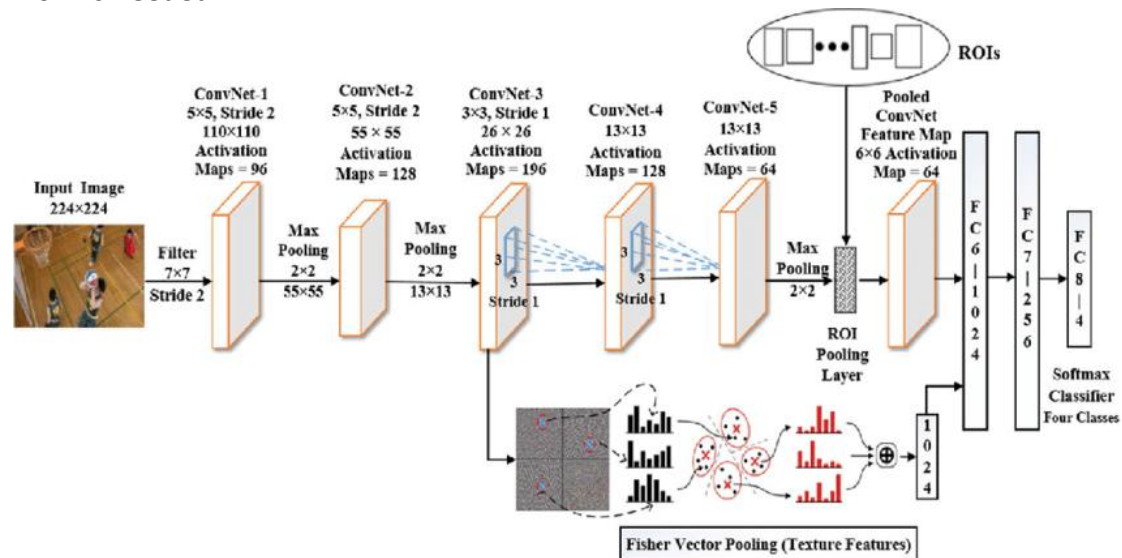 ROIs
ConvNet-1
5×5, Stride 2
110×110
Activation
Maps = 96
ConvNet-2
5×5, Stride 2
55 × 55
Activation
Maps = 128
ConvNet-3
3×3, Stride 1
26 × 26
Activation
Maps = 196
ConvNet-4
13×13
Activation
Maps = 128
ConvNet-5
13×13
Activation
Maps = 64
Pooled
ConvNet
Feature Map
6×6 Activation
Map = 64
Input Image
224×224
Filter
7×7
Stride 2
Max
Pooling
2×2
55×55
Max
Pooling
2×2
13×13
3
3
Stride 1
3
3
Stride 1
Max
Pooling
2×2
ROI
Pooling
Layer
FC6|1024
FC7|256
FC8|4
Softmax
Classifier
Four Classes
1024
Fisher Vector Pooling (Texture Features)